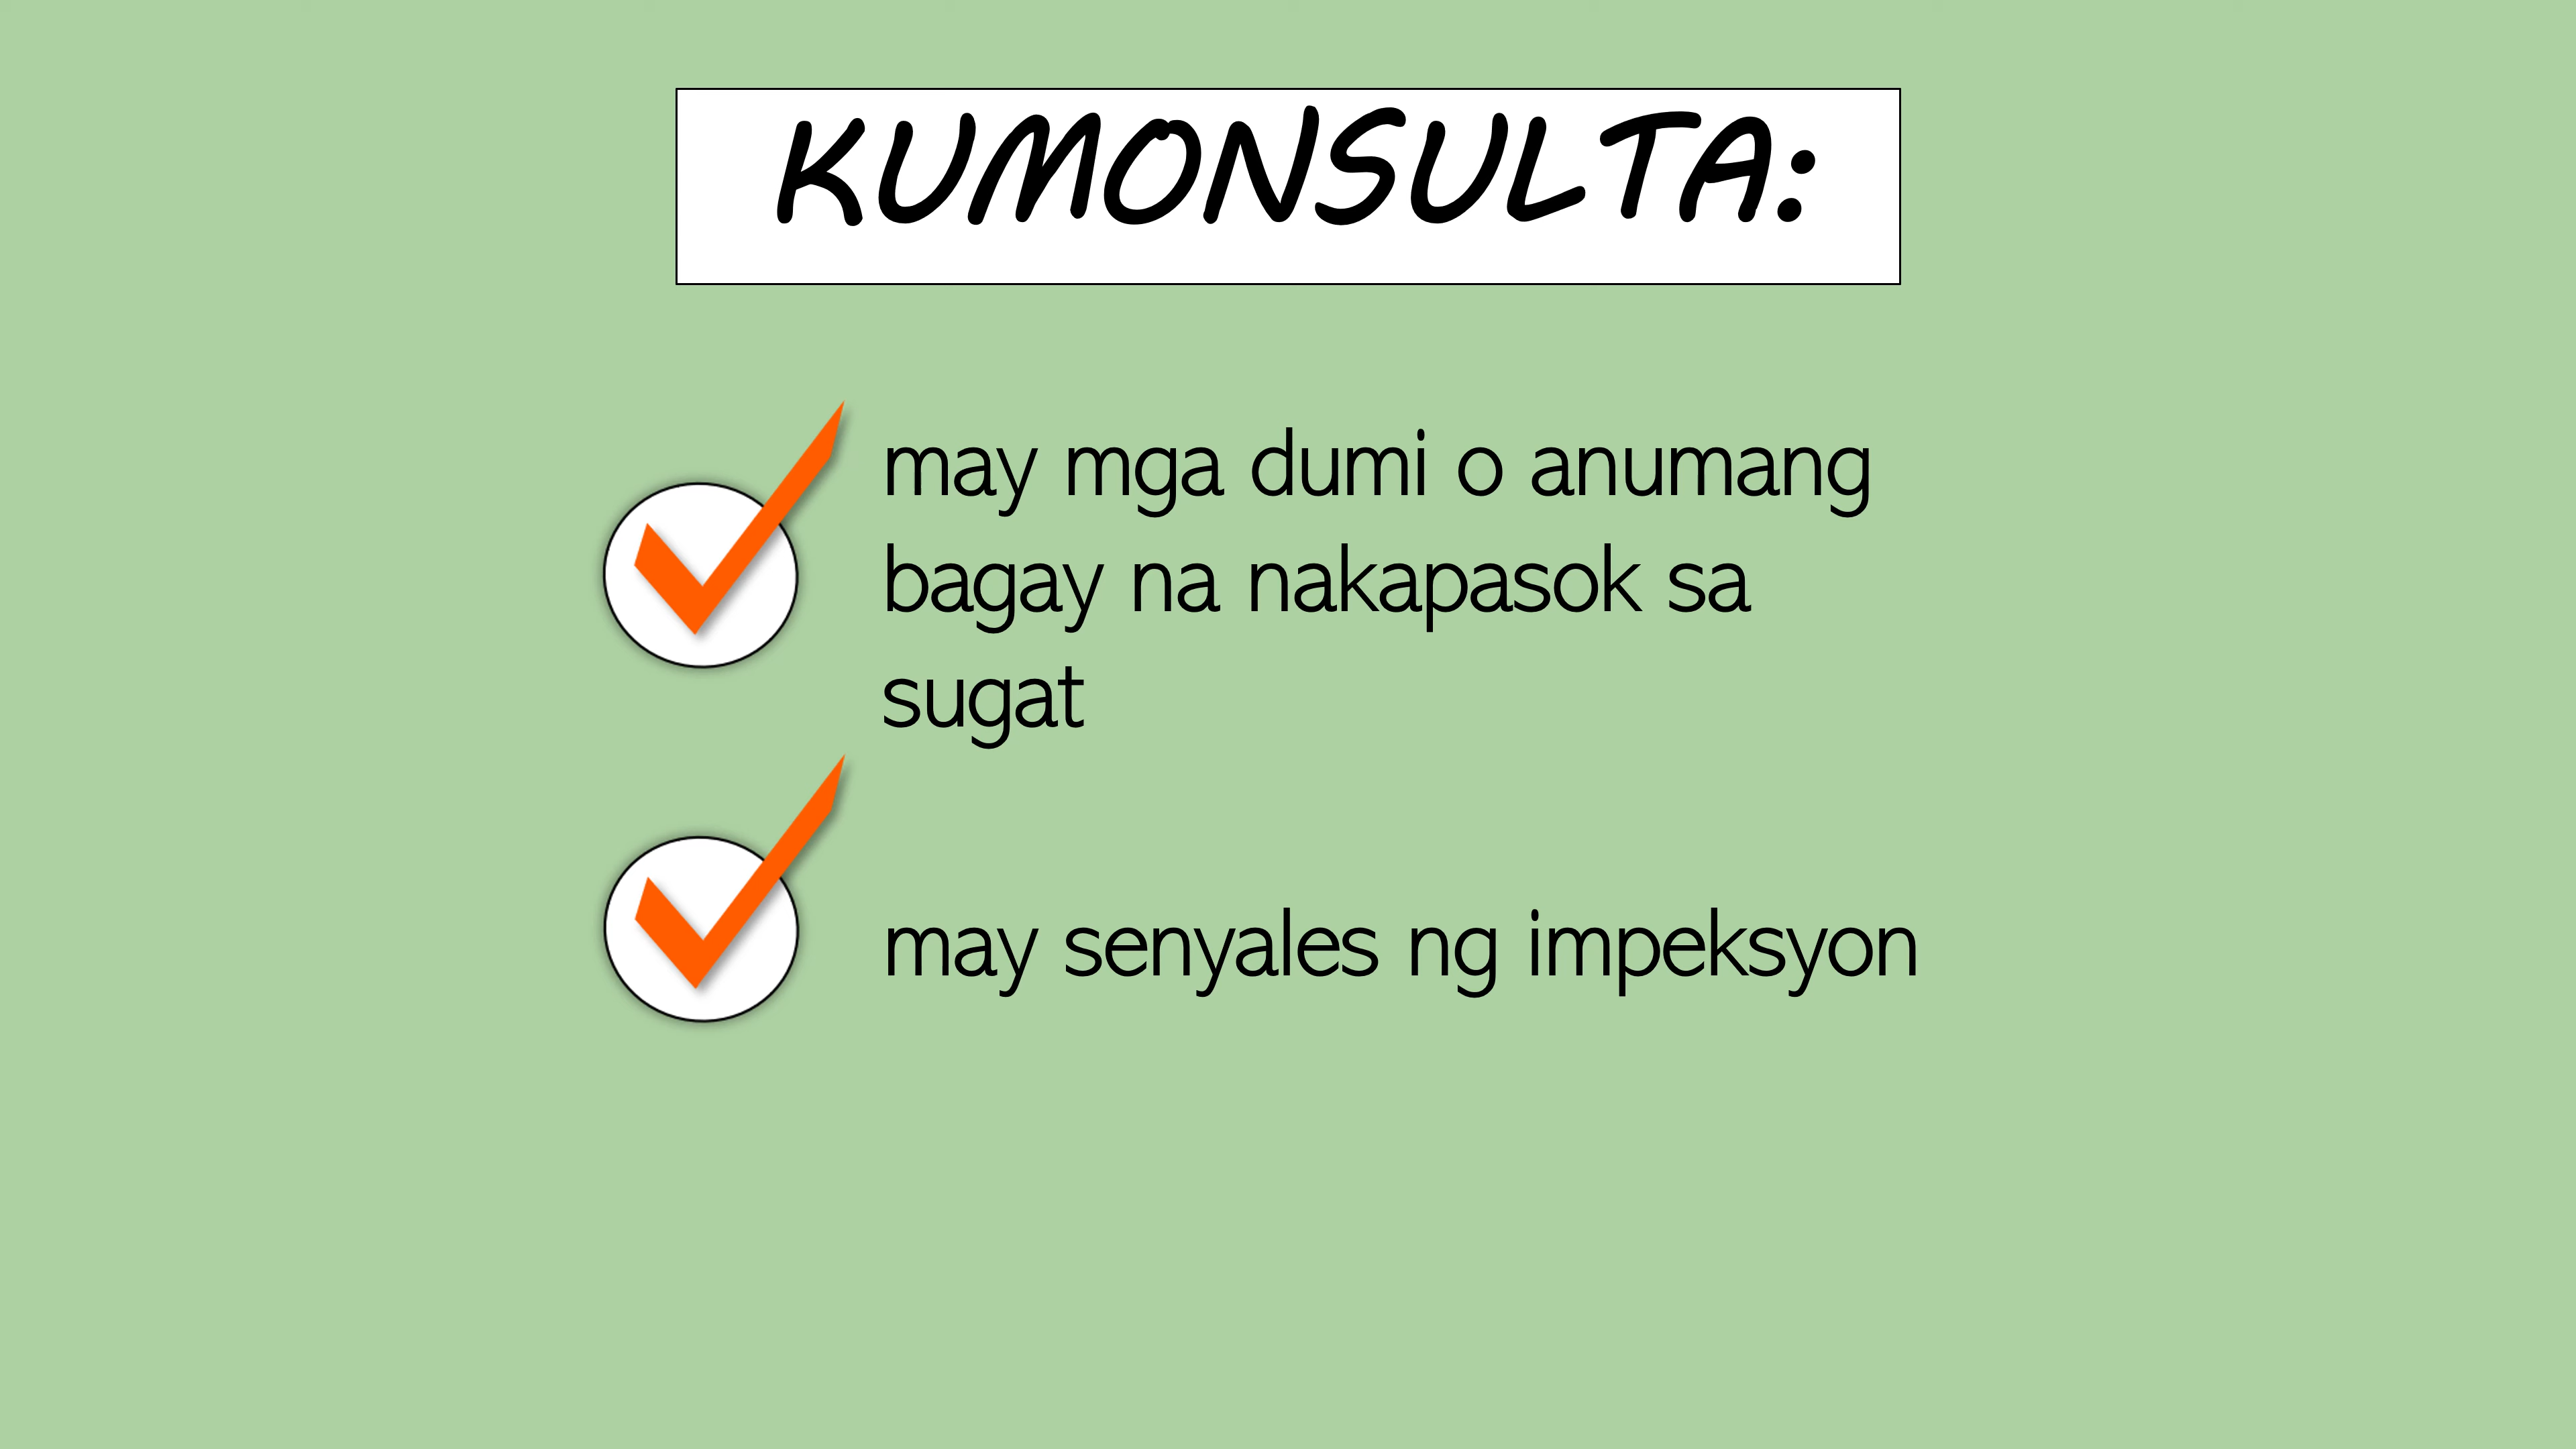 KUMONSULTA:
may mga dumi o anumang
bagay na nakapasok sa
sugat
may senyales ng impeksyon